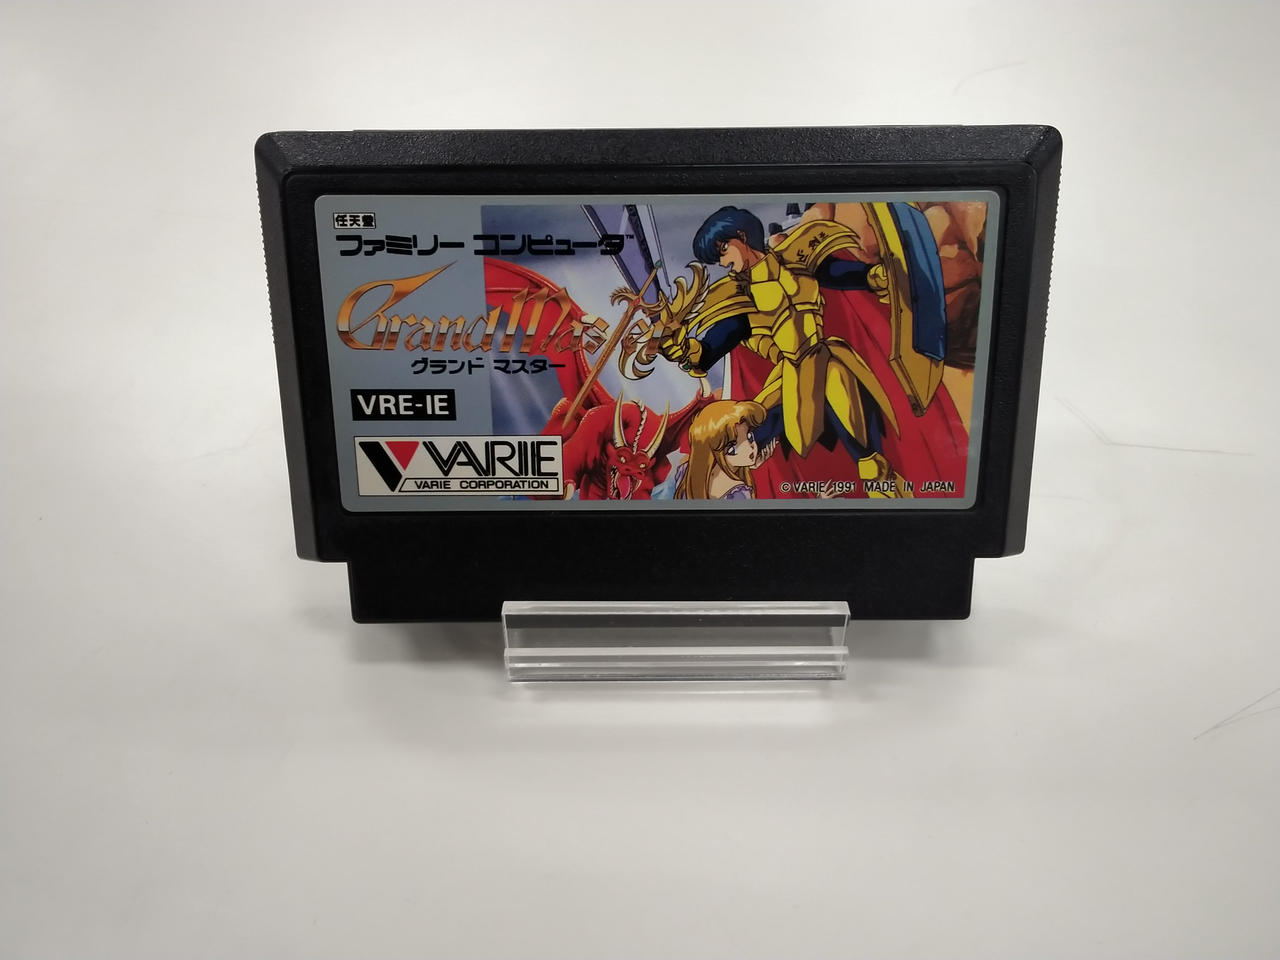 任天堂
ファミリー コンピュータ™
Grand Master
グランド マスター
VRE-IE
VARIE
VARIE CORPORATION
© VARIE 1991 MADE IN JAPAN